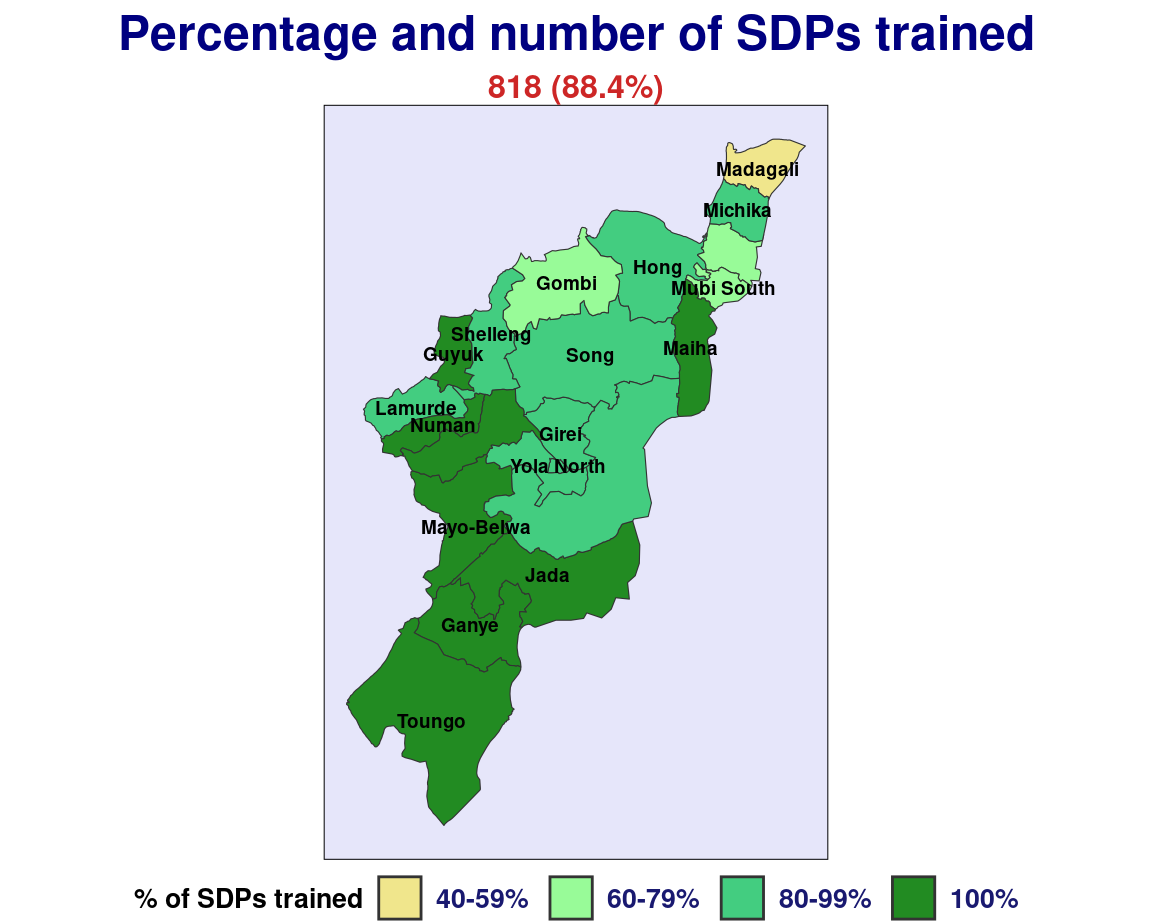 Percentage and number of SDPs trained
818 (88.4%)
Madagali
Michika
Hong
Gombi
Mubi South
Shelleng
Guyuk
Song
Maiha
Lamurde
Numan
Girei
Yola North
Mayo-Belwa
Jada
Ganye
Toungo
% of SDPs trained 40-59% 60-79% 80-99% 100%